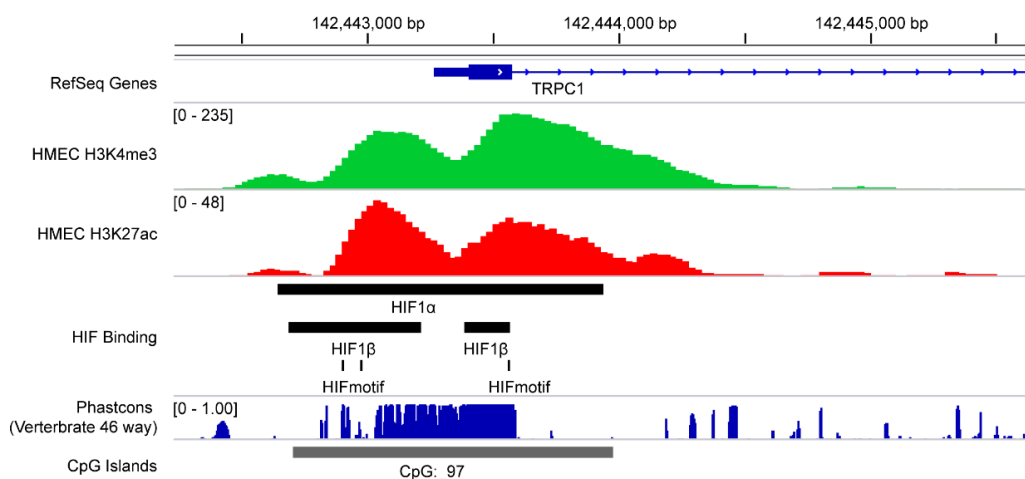 142,443,000 bp 142,444,000 bp 142,445,000 bp
RefSeq Genes
TRPC1
[0 - 235]
HMEC H3K4me3
[0 - 48]
HMEC H3K27ac
HIF1α
HIF Binding
HIF1β HIF1β
HIFmotif HIFmotif
Phastcons
(Verterbrate 46 way)
[0 - 1.00]
CpG Islands
CpG: 97